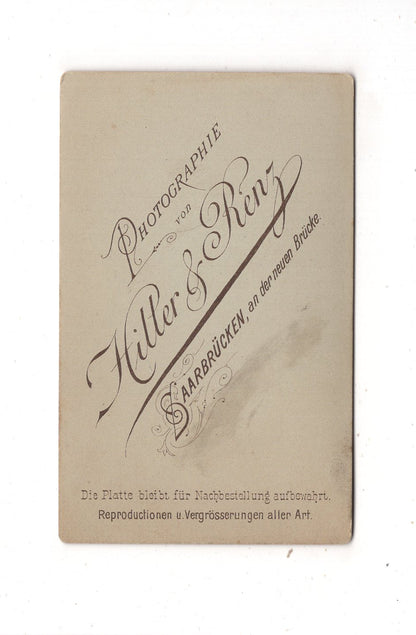 PHOTOGRAPHIE
von
Hiller & Renz
SAARBRÜCKEN, an der neuen Brücke.
Die Platte bleibt für Nachbestellung aufbewahrt.
Reproductionen u. Vergrösserungen aller Art.